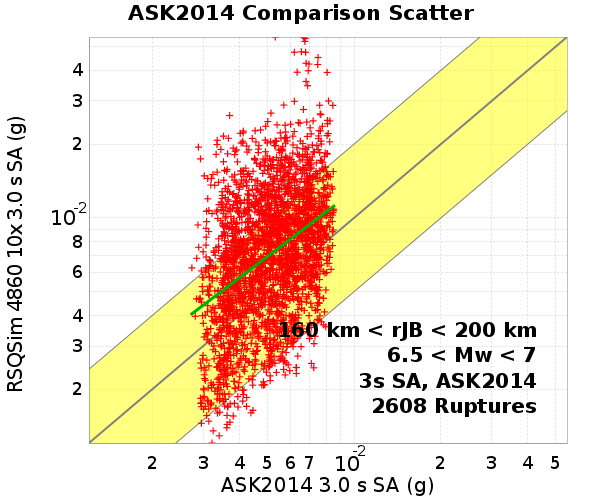 ASK2014 Comparison Scatter
RSQSim 4860 10x 3.0 s SA (g)
4
3
2
10-2
8
6
4
3
2
160 km < rJB < 200 km
6.5 < Mw < 7
3s SA, ASK2014
2608 Ruptures
2 3 4 5 6 7 10-2 2 3 4 5
ASK2014 3.0 s SA (g)